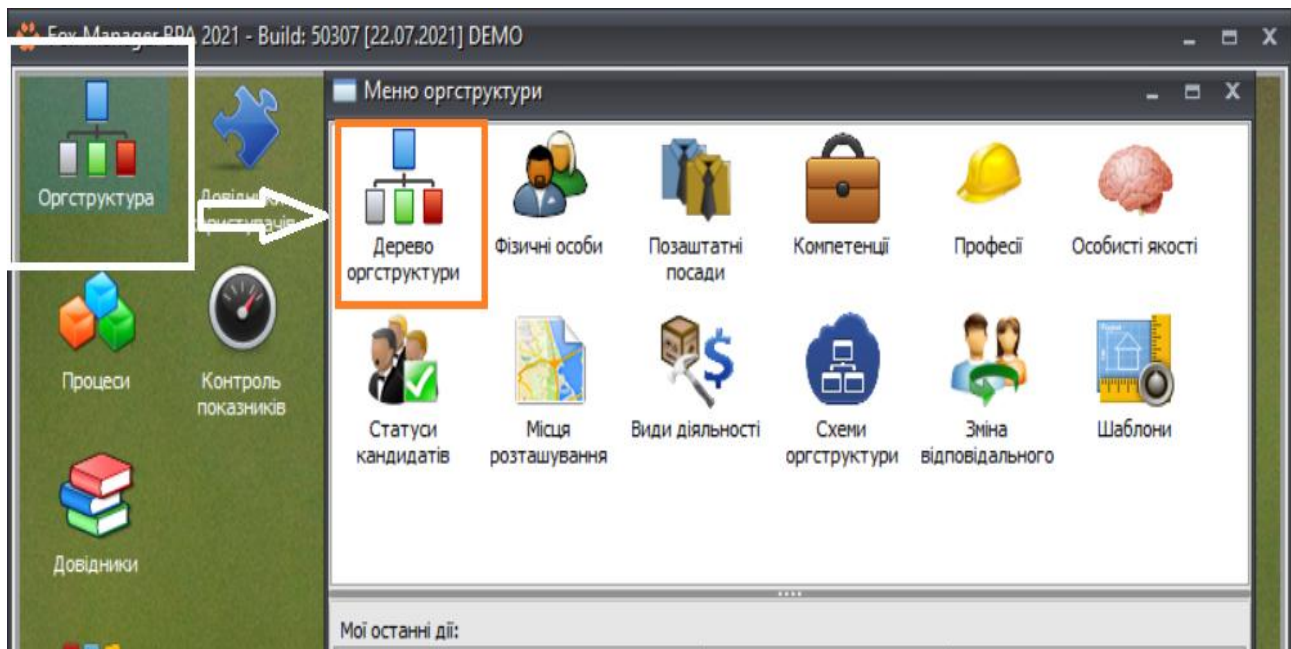 Fox Manager BPA 2021 - Build: 50307 [22.07.2021] DEMO
Меню оргструктури
Оргструктура
Дерево
оргструктури
Фізичні особи
Позаштатні
посади
Компетенції
Професії
Особисті якості
Процеси
Контроль
показників
Статуси
кандидатів
Місця
розташування
Види діяльності
Схеми
оргструктури
Зміна
відповідального
Шаблони
Довідники
Мої останні дії: